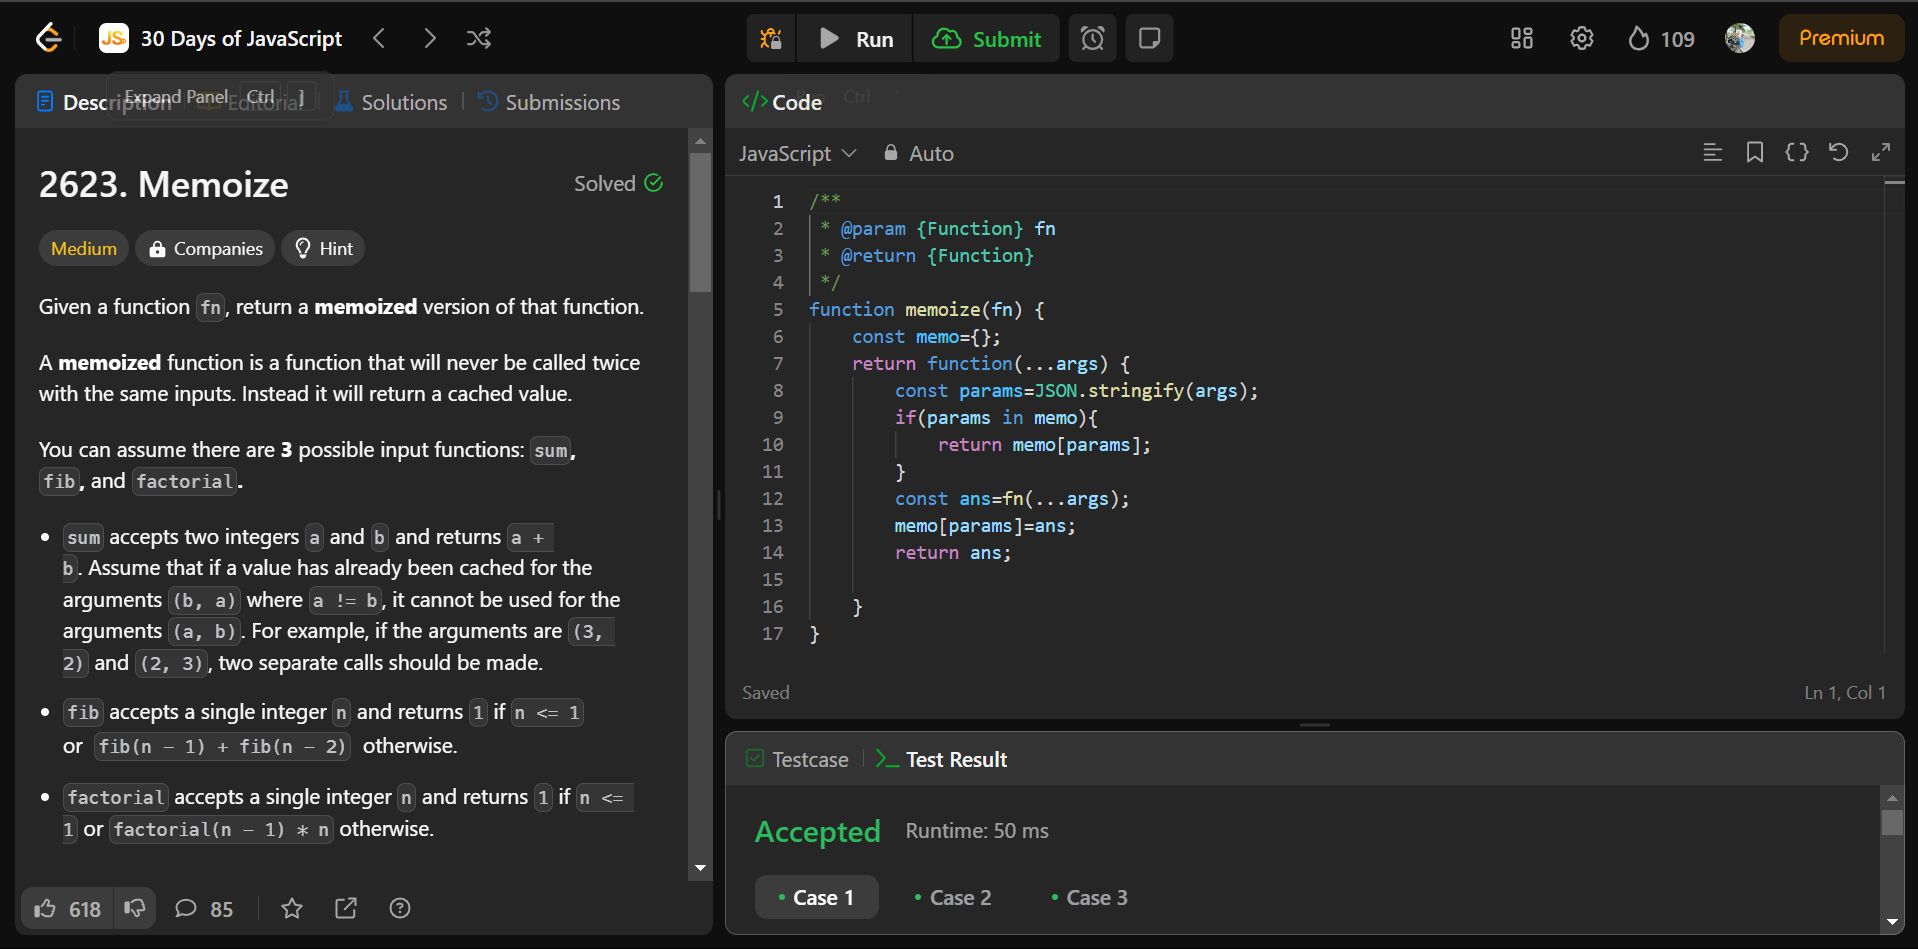 JS 30 Days of JavaScript
Run
Submit
109
Premium
Description
Expand Panel Ctrl ]
Editorial
Solutions
Submissions
2623. Memoize
Solved
Medium
Companies
Hint
Given a function fn, return a memoized version of that function.
A memoized function is a function that will never be called twice
with the same inputs. Instead it will return a cached value.
You can assume there are 3 possible input functions: sum,
fib, and factorial.
• sum accepts two integers a and b and returns a +
b. Assume that if a value has already been cached for the
arguments (b, a) where a != b, it cannot be used for the
arguments (a, b). For example, if the arguments are (3,
2) and (2, 3), two separate calls should be made.
• fib accepts a single integer n and returns 1 if n <= 1
or fib(n - 1) + fib(n - 2) otherwise.
• factorial accepts a single integer n and returns 1 if n <=
1 or factorial(n - 1) * n otherwise.
618
85
</> Code
Ctrl '
JavaScript
Auto
1 /**
2 * @param {Function} fn
3 * @return {Function}
4 */
5 function memoize(fn) {
6 const memo={};
7 return function(...args) {
8 const params=JSON.stringify(args);
9 if(params in memo){
10 return memo[params];
11 }
12 const ans=fn(...args);
13 memo[params]=ans;
14 return ans;
15
16 }
17 }
Saved
Ln 1, Col 1
Testcase
>_ Test Result
Accepted
Runtime: 50 ms
• Case 1
• Case 2
• Case 3